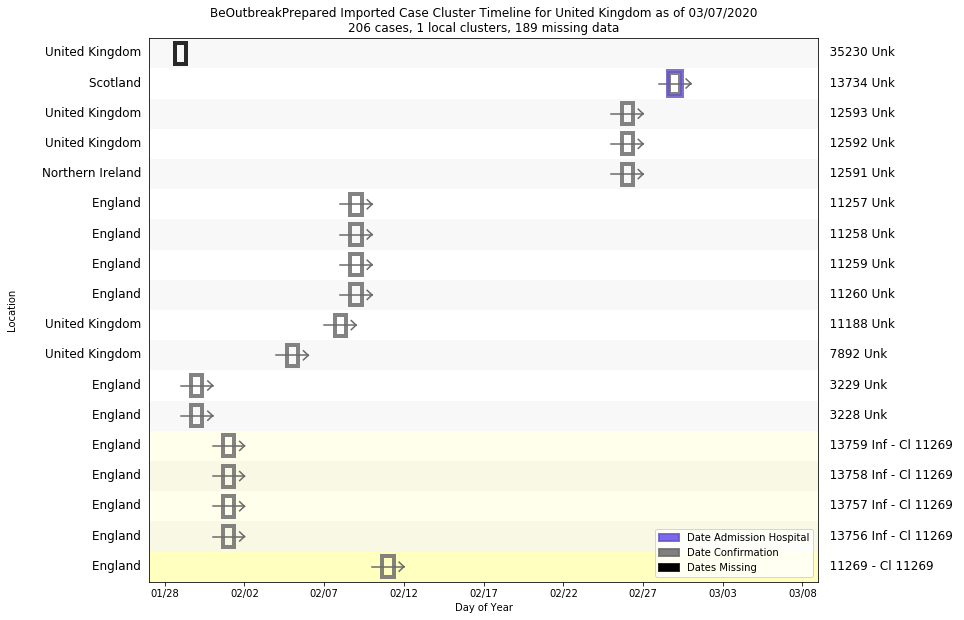 BeOutbreakPrepared Imported Case Cluster Timeline for United Kingdom as of 03/07/2020
206 cases, 1 local clusters, 189 missing data
United Kingdom 35230 Unk
Scotland 13734 Unk
United Kingdom 12593 Unk
United Kingdom 12592 Unk
Northern Ireland 12591 Unk
England 11257 Unk
England 11258 Unk
England 11259 Unk
England 11260 Unk
United Kingdom 11188 Unk
United Kingdom 7892 Unk
England 3229 Unk
England 3228 Unk
England 13759 Inf - Cl 11269
England 13758 Inf - Cl 11269
England 13757 Inf - Cl 11269
England 13756 Inf - Cl 11269
England 11269 - Cl 11269
Location
Date Admission Hospital
Date Confirmation
Dates Missing
01/28 02/02 02/07 02/12 02/17 02/22 02/27 03/03 03/08
Day of Year